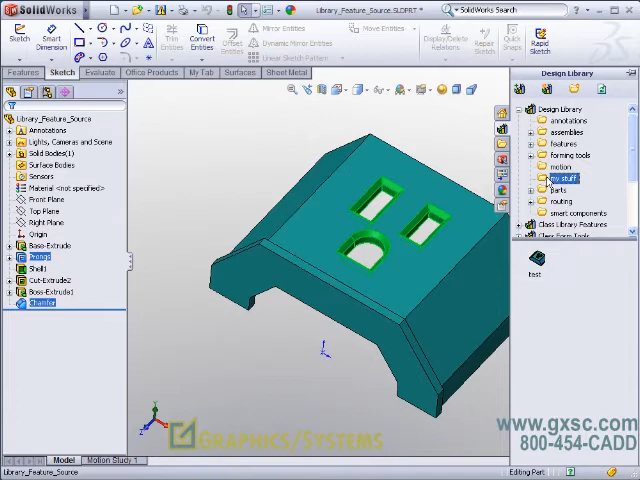 SolidWorks
Library_Feature_Source.SLDPRT *
SolidWorks Search
Sketch
Smart Dimension
Trim Entities
Convert Entities
Offset Entities
Mirror Entities
Dynamic Mirror Entities
Move Entities
Display/Delete Relations
Repair Sketch
Quick Snaps
Rapid Sketch
Features
Sketch
Evaluate
Office Products
My Tab
Surfaces
Sheet Metal
Design Library
Library_Feature_Source
Annotations
Lights, Cameras and Scene
Solid Bodies(1)
Surface Bodies
Sensors
Material <not specified>
Front Plane
Top Plane
Right Plane
Origin
Base-Extrude
Prongs
Shell1
Cut-Extrude2
Boss-Extrude1
Chamfer
Design Library
annotations
assemblies
features
forming tools
motion
my stuff
parts
routing
smart components
Class Library Features
Class Form Tools
test
Y
Z
GRAPHICS/SYSTEMS
www.gxsc.com
800-454-CADD
Model
Motion Study 1
Library_Feature_Source
Editing Part